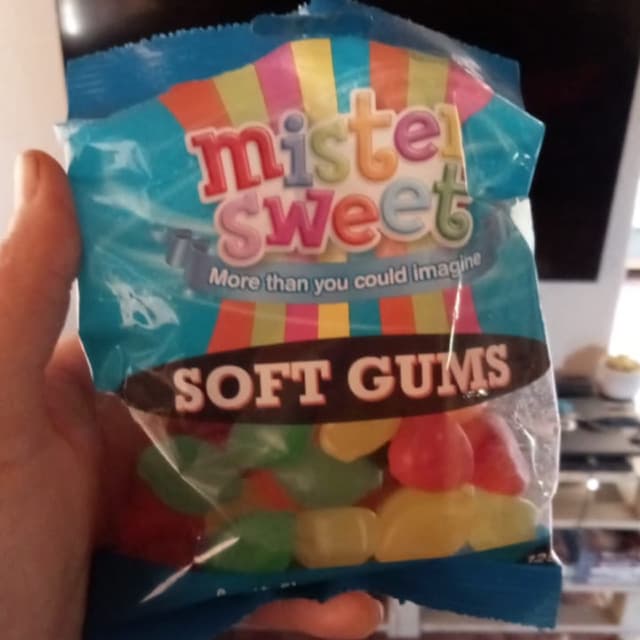 mister
sweet
More than you could imagine
SOFT GUMS